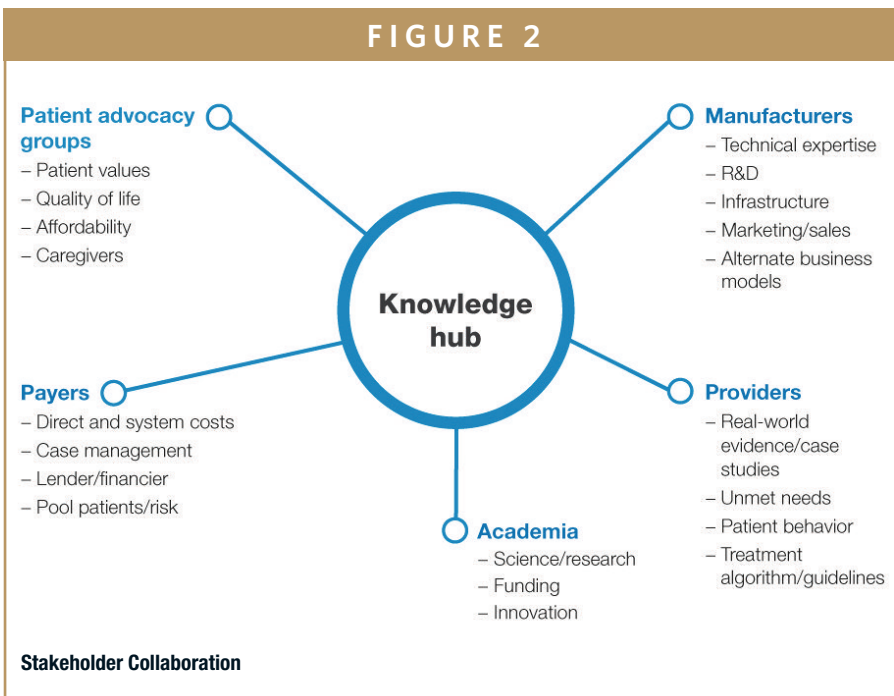 FIGURE 2
Patient advocacy
groups
– Patient values
– Quality of life
– Affordability
– Caregivers
Manufacturers
– Technical expertise
– R&D
– Infrastructure
– Marketing/sales
– Alternate business
models
Knowledge
hub
Payers
– Direct and system costs
– Case management
– Lender/financier
– Pool patients/risk
Providers
– Real-world
evidence/case
studies
– Unmet needs
– Patient behavior
– Treatment
algorithm/guidelines
Academia
– Science/research
– Funding
– Innovation
Stakeholder Collaboration